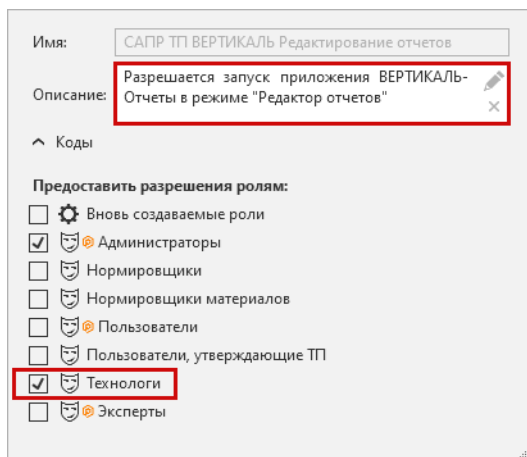 Имя: САПР ТП ВЕРТИКАЛЬ Редактирование отчетов
Описание: Разрешается запуск приложения ВЕРТИКАЛЬ-
Отчеты в режиме "Редактор отчетов"
Коды
Предоставить разрешения ролям:
Вновь создаваемые роли
Администраторы
Нормировщики
Нормировщики материалов
Пользователи
Пользователи, утверждающие ТП
Технологи
Эксперты